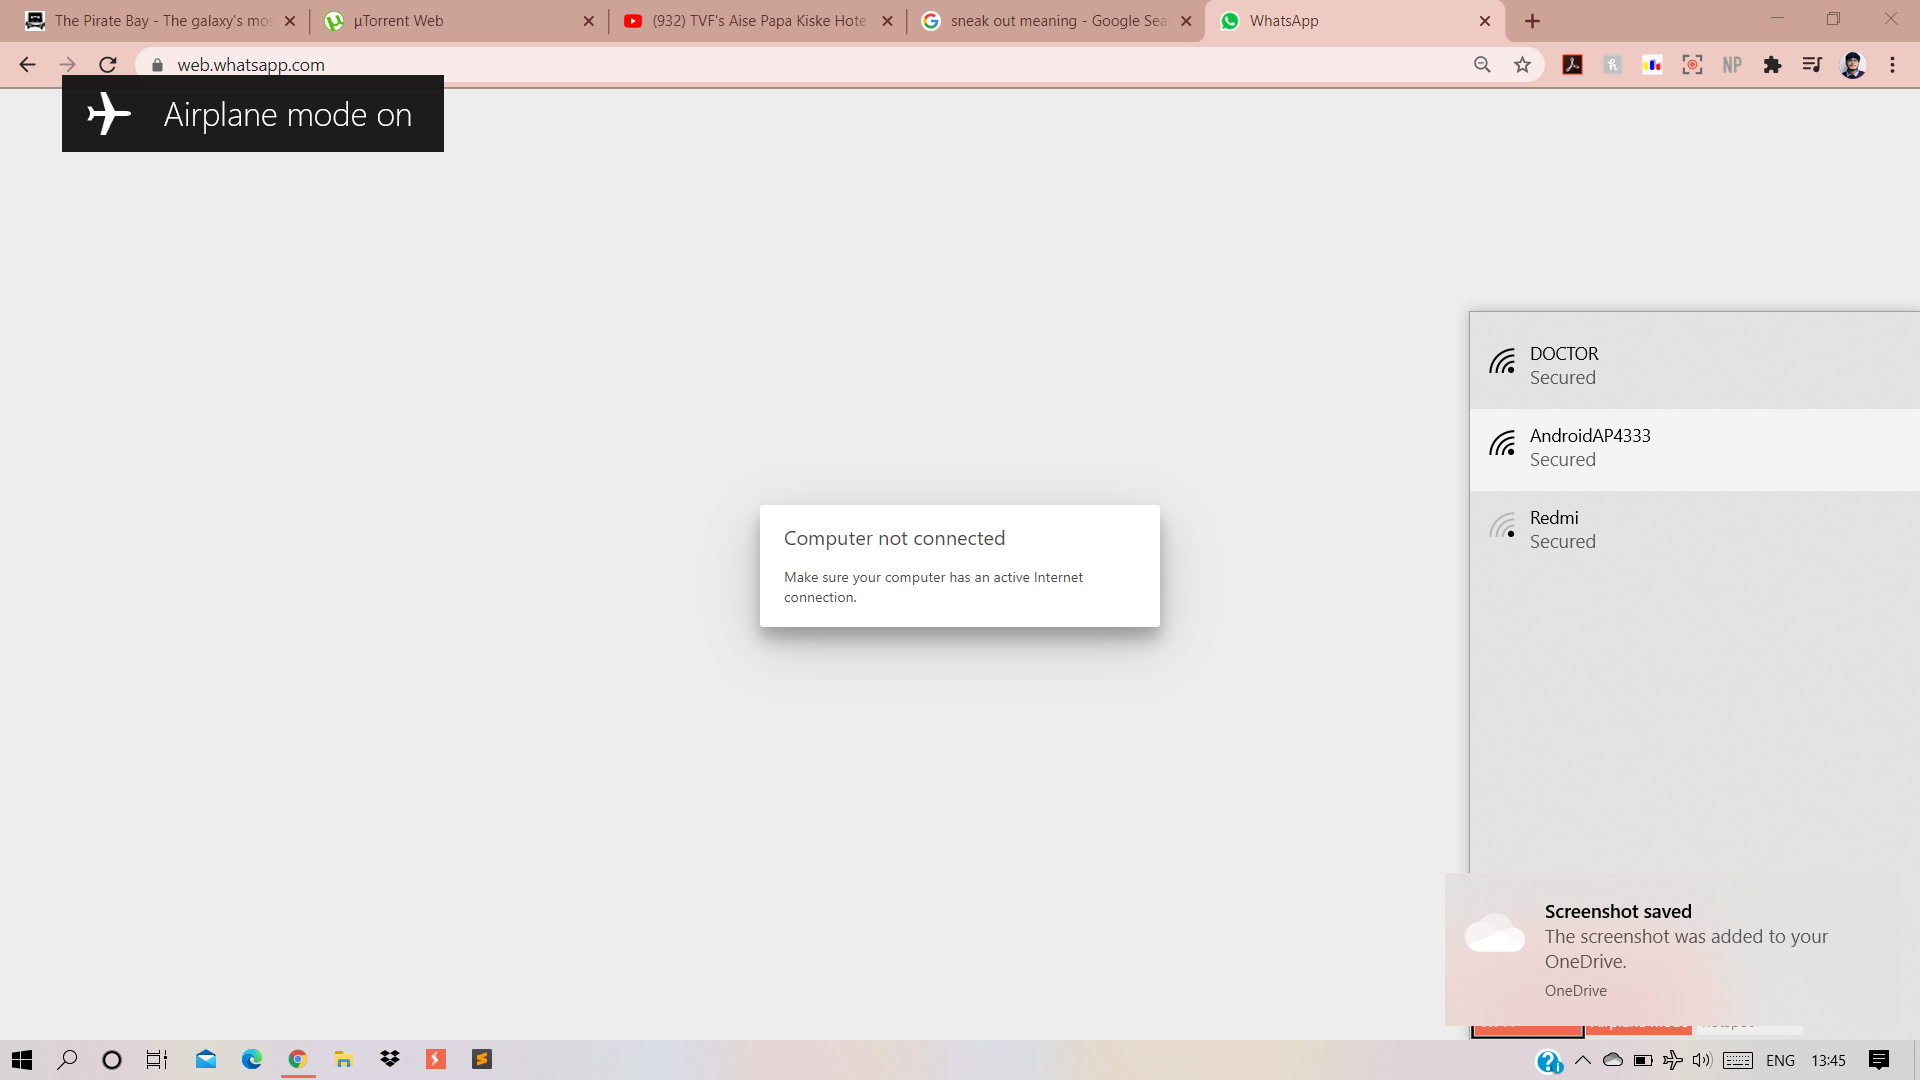 The Pirate Bay - The galaxy's mos
µTorrent Web
(932) TVF's Aise Papa Kiske Hote
sneak out meaning - Google Sea
WhatsApp
web.whatsapp.com
NP
Airplane mode on
DOCTOR
Secured
AndroidAP4333
Secured
Redmi
Secured
Computer not connected
Make sure your computer has an active Internet
connection.
Screenshot saved
The screenshot was added to your
OneDrive.
OneDrive
ENG
13:45